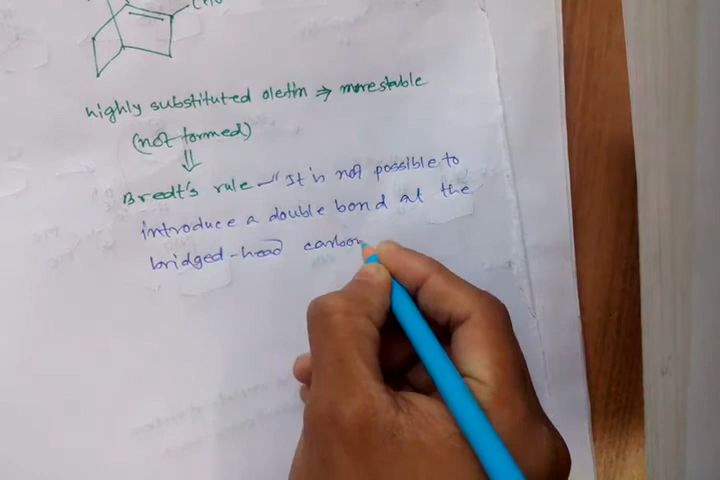 highly substituted olefin ⇒ more stable
(not formed)
⇓
Bredt's rule – "It is not possible to
introduce a double bond at the
bridged-head carbon